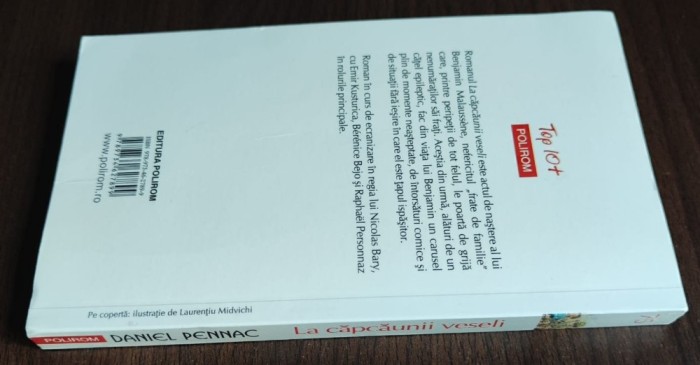 Top 10+
POLIROM
Romanul La căpcăunii veseli este actul de naștere al lui
Benjamin Malaussène, nefericitul „frate de familie”
care, printre peripeții de tot felul, le poartă de grijă
nenumăraților săi frați. Aceștia din urmă, alături de un
cățel epileptic, fac din viața lui Benjamin un carusel
plin de momente neașteptate, de întorsături comice și
de situații fără ieșire în care el este țapul ispășitor.
Roman în curs de ecranizare în regia lui Nicolas Bary,
cu Emir Kusturica, Bérénice Bejo și Raphaël Personnaz
în rolurile principale.
EDITURA POLIROM
www.polirom.ro
Pe copertă: ilustrație de Laurențiu Midvichi
POLIROM DANIEL PENNAC La căpcăunii veseli